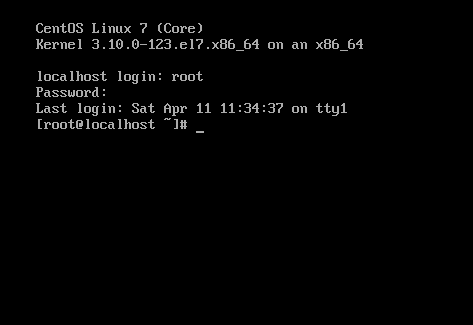 CentOS Linux 7 (Core)
Kernel 3.10.0-123.el7.x86_64 on an x86_64
localhost login: root
Password:
Last login: Sat Apr 11 11:34:37 on tty1
[root@localhost ~]# _